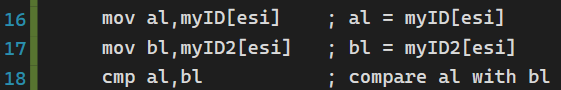 16 mov al,myID[esi] ; al = myID[esi]
17 mov bl,myID2[esi] ; bl = myID2[esi]
18 cmp al,bl ; compare al with bl